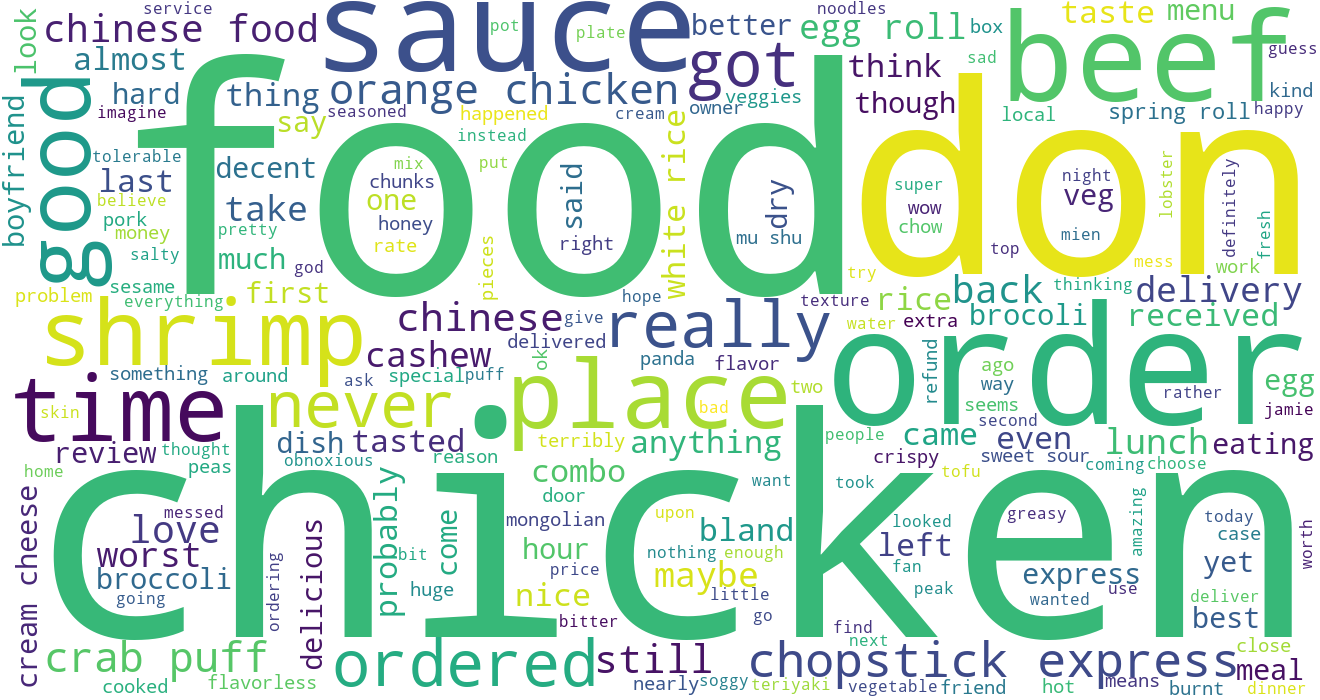 food
chicken
don
order
sauce
beef
good
shrimp
time
place
really
never
got
ordered
chopstick express
crab puff
still
orange chicken
chinese food
egg roll
chinese
cashew
delivery
back
brocoli
received
rice
white rice
think
though
taste
menu
better
almost
hard
thing
say
decent
take
much
first
last
one
said
dry
veg
boyfriend
look
review
dish
tasted
anything
combo
hour
nice
maybe
bland
left
came
even
lunch
eating
egg
express
yet
best
meal
love
worst
broccoli
delicious
probably
come
cream cheese
service
pot
plate
noodles
box
sad
guess
kind
happy
spring roll
local
owner
veggies
cream
happened
instead
seasoned
imagine
tolerable
believe
pork
money
salty
pretty
god
sesame
everything
problem
mix
chunks
honey
rate
put
right
pieces
mu shu
super
wow
chow
night
mien
lobster
definitely
fresh
top
mess
work
thinking
try
texture
extra
water
hope
give
delivered
ok
panda
flavor
refund
ago
way
seems
second
rather
jamie
something
around
ask
special
puff
two
bad
skin
thought
peas
home
obnoxious
reason
terribly
door
people
crispy
sweet sour
tofu
coming
choose
want
took
messed
going
ordering
bit
huge
mongolian
price
bitter
upon
nothing
enough
little
go
looked
fan
peak
greasy
amazing
wanted
use
today
case
worth
deliver
find
next
close
cooked
flavorless
nearly
soggy
teriyaki
vegetable
friend
hot
means
burnt
dinner